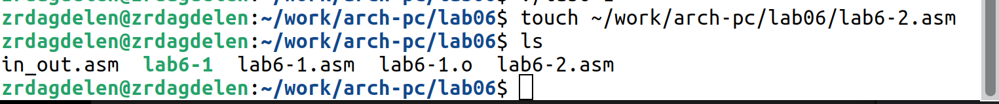 zrdagdelen@zrdagdelen:~/work/arch-pc/lab06$ touch ~/work/arch-pc/lab06/lab6-2.asm
zrdagdelen@zrdagdelen:~/work/arch-pc/lab06$ ls
in_out.asm  lab6-1  lab6-1.asm  lab6-1.o  lab6-2.asm
zrdagdelen@zrdagdelen:~/work/arch-pc/lab06$